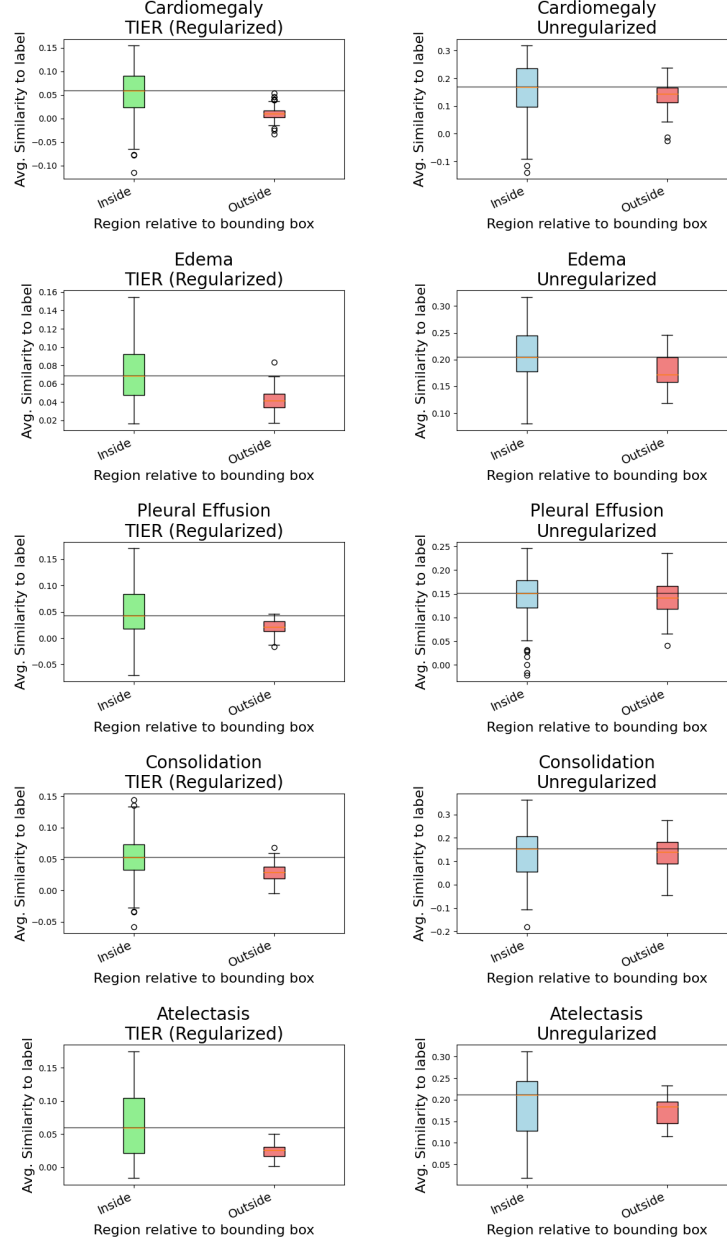 Cardiomegaly
TIER (Regularized)
Avg. Similarity to label
0.15
0.10
0.05
0.00
−0.05
−0.10
Inside
Outside
Region relative to bounding box
Cardiomegaly
Unregularized
Avg. Similarity to label
0.3
0.2
0.1
0.0
−0.1
Inside
Outside
Region relative to bounding box
Edema
TIER (Regularized)
Avg. Similarity to label
0.16
0.14
0.12
0.10
0.08
0.06
0.04
0.02
Inside
Outside
Region relative to bounding box
Edema
Unregularized
Avg. Similarity to label
0.30
0.25
0.20
0.15
0.10
Inside
Outside
Region relative to bounding box
Pleural Effusion
TIER (Regularized)
Avg. Similarity to label
0.15
0.10
0.05
0.00
−0.05
Inside
Outside
Region relative to bounding box
Pleural Effusion
Unregularized
Avg. Similarity to label
0.25
0.20
0.15
0.10
0.05
0.00
Inside
Outside
Region relative to bounding box
Consolidation
TIER (Regularized)
Avg. Similarity to label
0.15
0.10
0.05
0.00
−0.05
Inside
Outside
Region relative to bounding box
Consolidation
Unregularized
Avg. Similarity to label
0.3
0.2
0.1
0.0
−0.1
−0.2
Inside
Outside
Region relative to bounding box
Atelectasis
TIER (Regularized)
Avg. Similarity to label
0.15
0.10
0.05
0.00
Inside
Outside
Region relative to bounding box
Atelectasis
Unregularized
Avg. Similarity to label
0.30
0.25
0.20
0.15
0.10
0.05
Inside
Outside
Region relative to bounding box